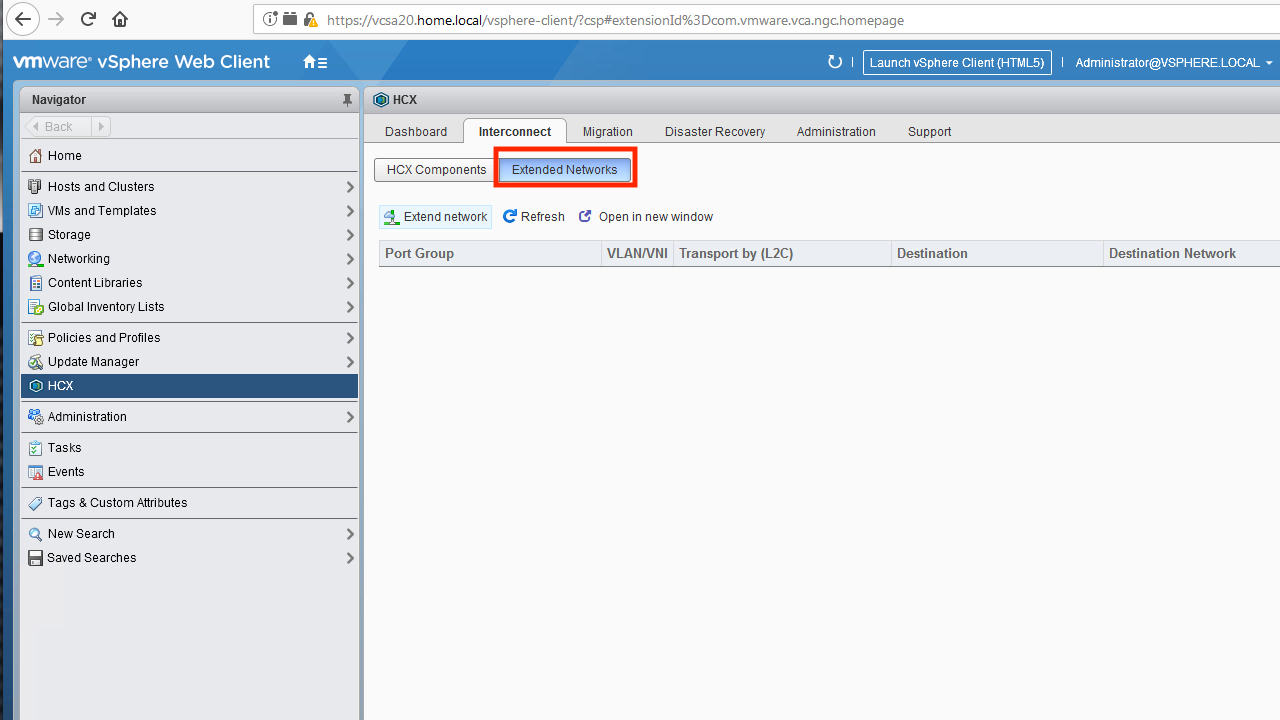 https://vcsa20.home.local/vsphere-client/?csp#extensionId%3Dcom.vmware.vca.ngc.homepage
vmware® vSphere Web Client
Launch vSphere Client (HTML5)
Administrator@VSPHERE.LOCAL
Navigator
Back
Home
Hosts and Clusters
VMs and Templates
Storage
Networking
Content Libraries
Global Inventory Lists
Policies and Profiles
Update Manager
HCX
Administration
Tasks
Events
Tags & Custom Attributes
New Search
Saved Searches
HCX
Dashboard Interconnect Migration Disaster Recovery Administration Support
HCX Components Extended Networks
Extend network Refresh Open in new window
Port Group VLAN/VNI Transport by (L2C) Destination Destination Network